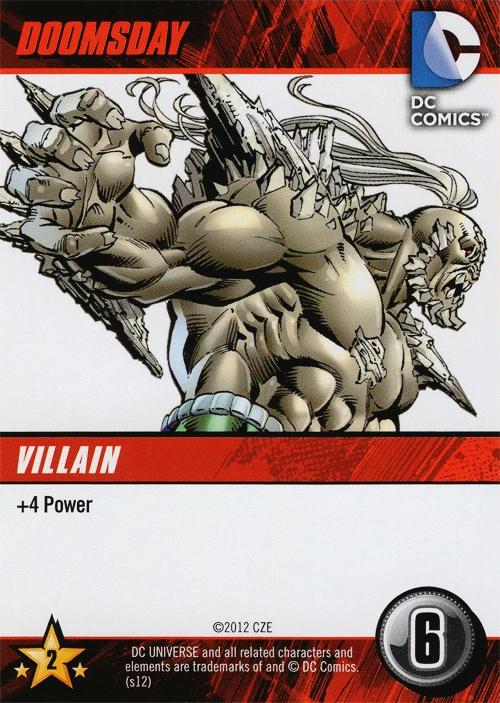 DOOMSDAY
DC COMICS™
VILLAIN
+4 Power
©2012 CZE
2
DC UNIVERSE and all related characters and
elements are trademarks of and © DC Comics.
(s12)
6